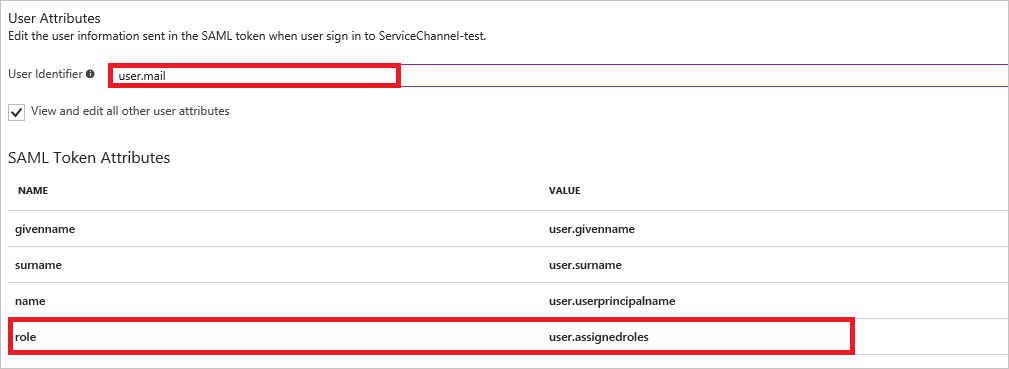 User Attributes
Edit the user information sent in the SAML token when user sign in to ServiceChannel-test.
User Identifier
user.mail
View and edit all other user attributes
SAML Token Attributes
NAME VALUE
givenname user.givenname
surname user.surname
name user.userprincipalname
role user.assignedroles